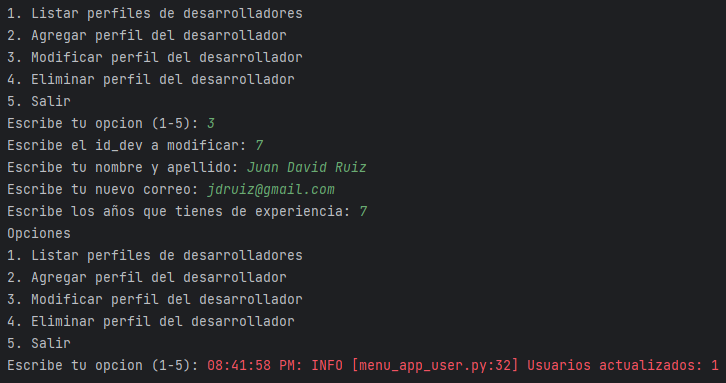 1. Listar perfiles de desarrolladores
2. Agregar perfil del desarrollador
3. Modificar perfil del desarrollador
4. Eliminar perfil del desarrollador
5. Salir
Escribe tu opcion (1-5): 3
Escribe el id_dev a modificar: 7
Escribe tu nombre y apellido: Juan David Ruiz
Escribe tu nuevo correo: jdruiz@gmail.com
Escribe los años que tienes de experiencia: 7
Opciones
1. Listar perfiles de desarrolladores
2. Agregar perfil del desarrollador
3. Modificar perfil del desarrollador
4. Eliminar perfil del desarrollador
5. Salir
Escribe tu opcion (1-5): 08:41:58 PM: INFO [menu_app_user.py:32] Usuarios actualizados: 1